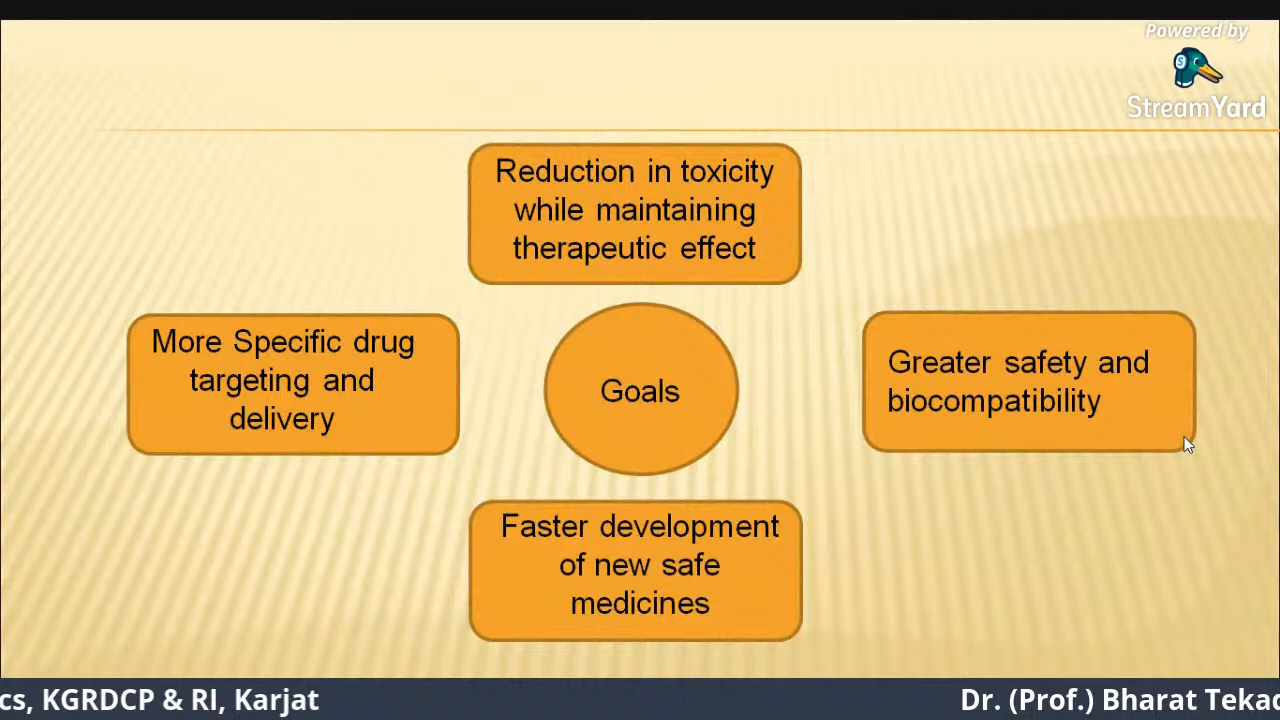 Powered by
StreamYard
Reduction in toxicity
while maintaining
therapeutic effect
More Specific drug
targeting and
delivery
Goals
Greater safety and
biocompatibility
Faster development
of new safe
medicines
cs, KGRDCP & RI, Karjat
Dr. (Prof.) Bharat